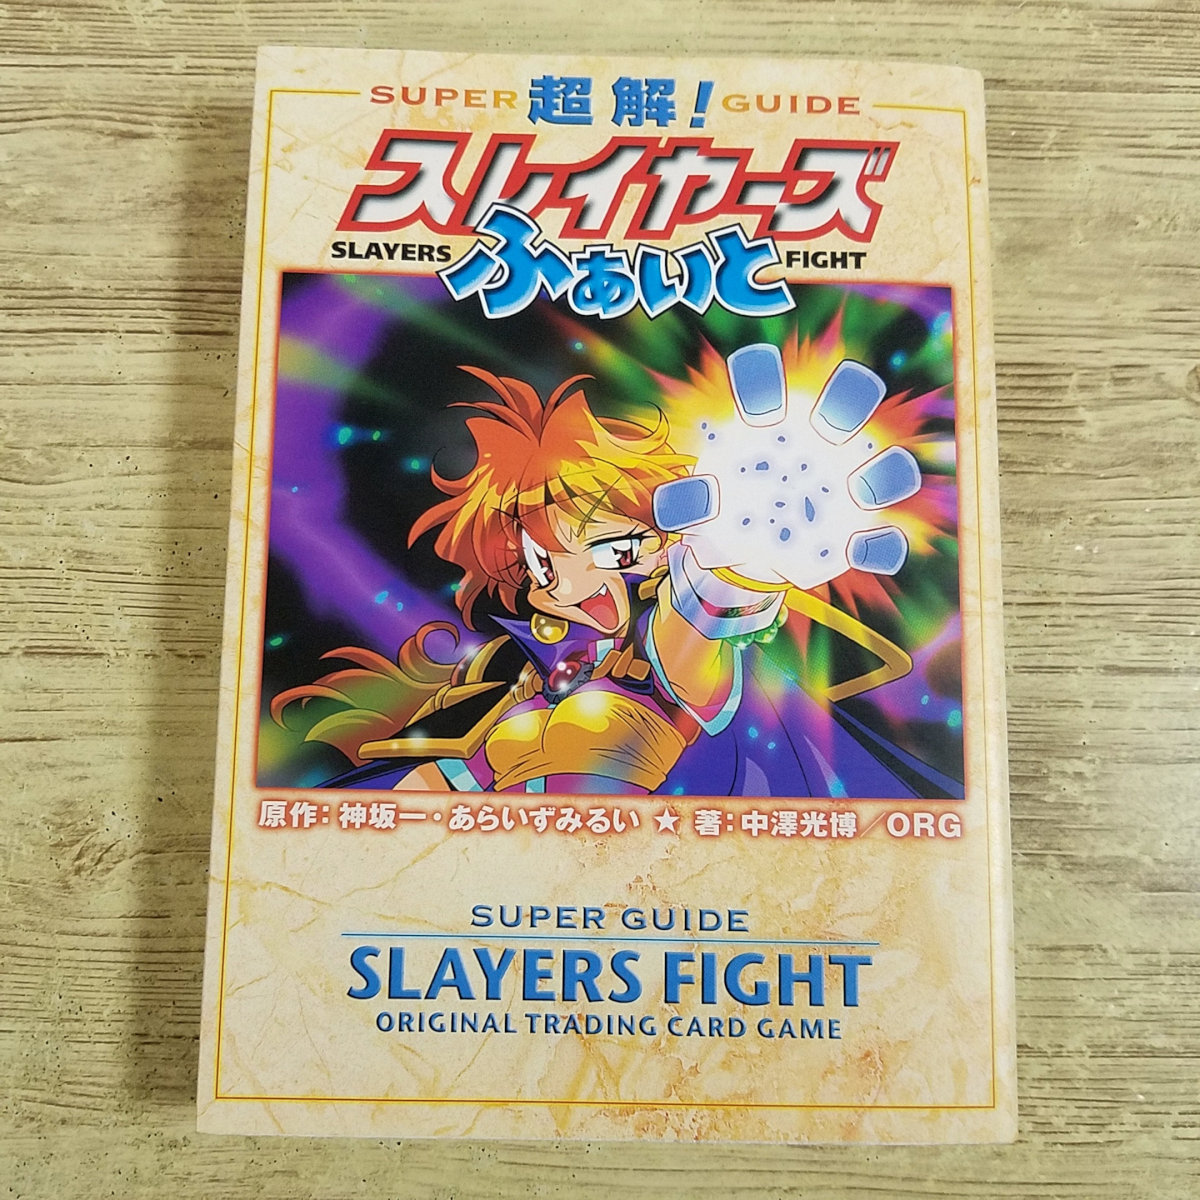 SUPER 超解! GUIDE
スレイヤーズ
SLAYERS ふぁいと FIGHT
原作:神坂一・あらいずみるい ★ 著:中澤光博／ORG
SUPER GUIDE
SLAYERS FIGHT
ORIGINAL TRADING CARD GAME